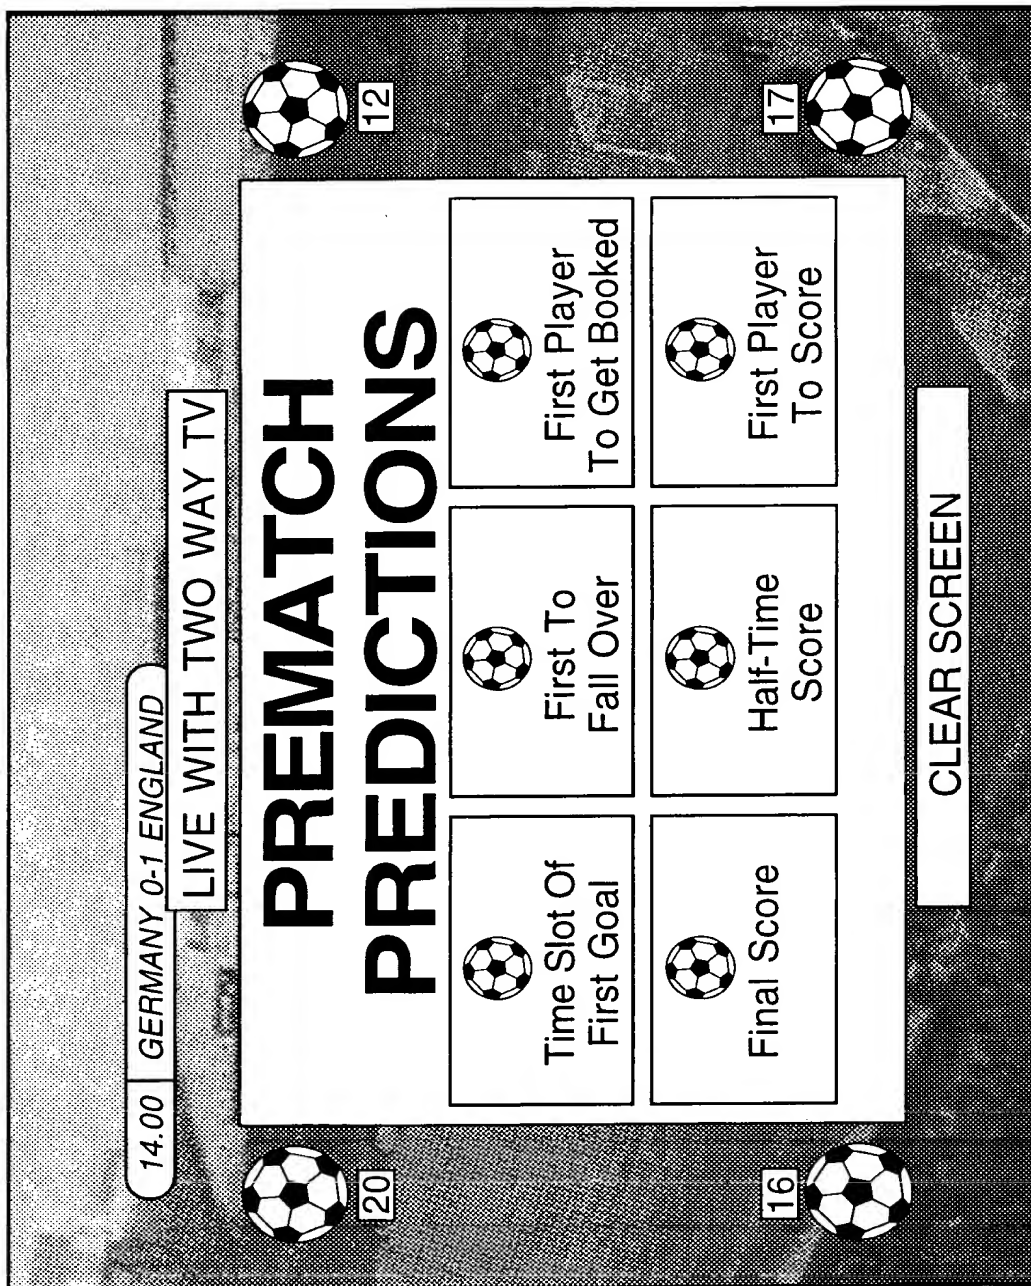 14.00 GERMANY 0-1 ENGLAND
LIVE WITH TWO WAY TV
20
12
PREMATCH
PREDICTIONS
Time Slot Of
First Goal
First To
Fall Over
First Player
To Get Booked
Final Score
Half-Time
Score
First Player
To Score
16
17
CLEAR SCREEN